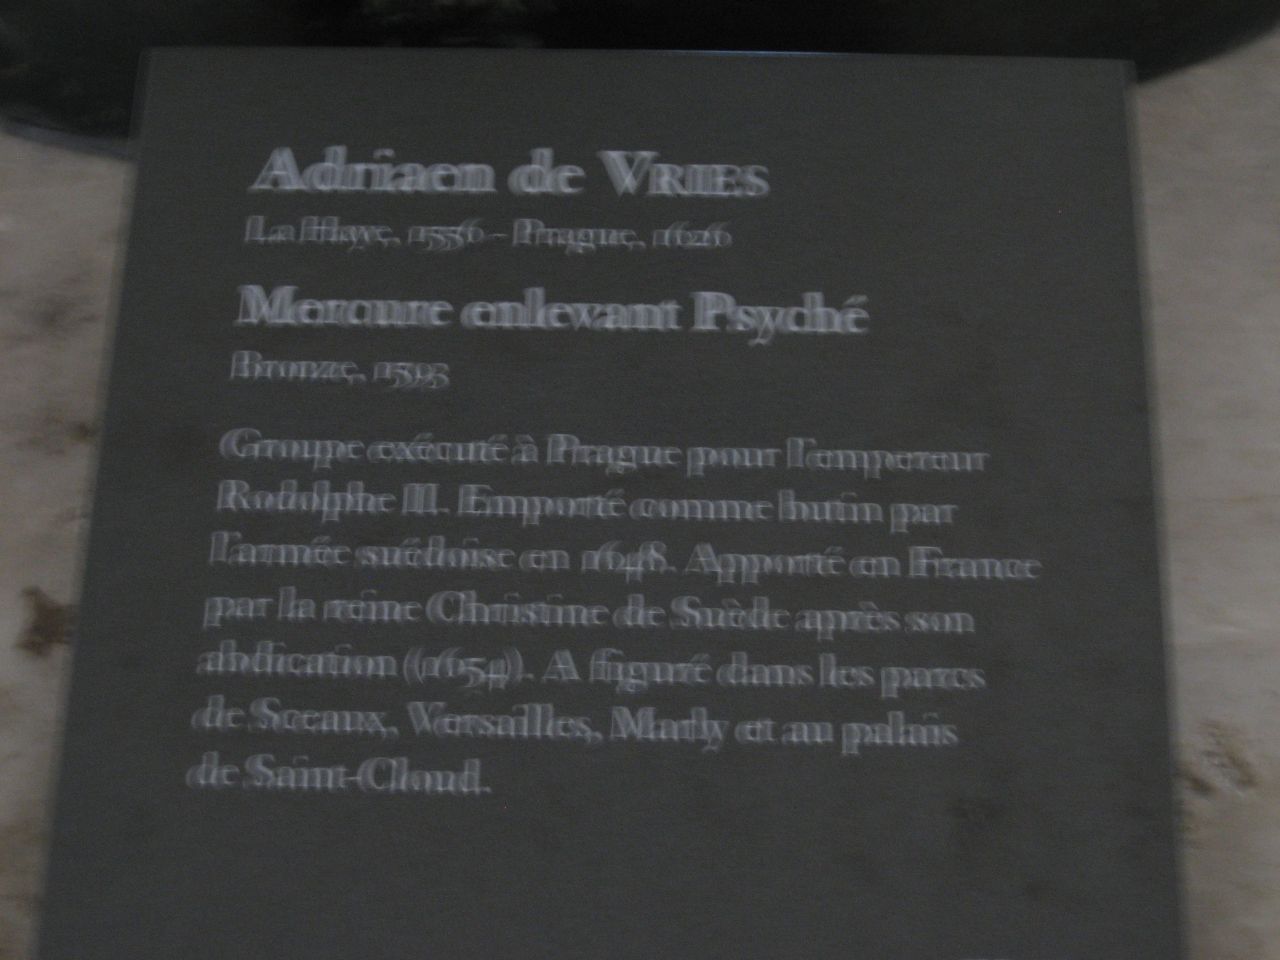 Adriaen de VRIES
La Haye, 1556 - Prague, 1626
Mercure enlevant Psyché
Bronze, 1593
Groupe exécuté à Prague pour l'empereur
Rodolphe II. Emporté comme butin par
l'armée suédoise en 1648. Apporté en France
par la reine Christine de Suède après son
abdication (1654). A figuré dans les parcs
de Sceaux, Versailles, Marly et au palais
de Saint-Cloud.